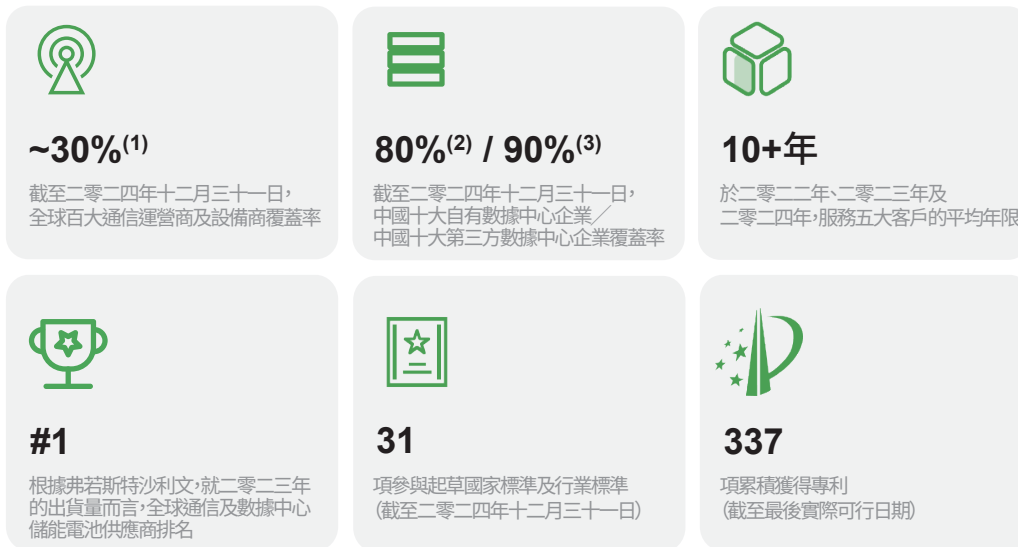 ~30%(1)
截至二零二四年十二月三十一日，
全球百大通信運營商及設備商覆蓋率
80%(2) / 90%(3)
截至二零二四年十二月三十一日，
中國十大自有數據中心企業／
中國十大第三方數據中心企業覆蓋率
10+年
於二零二二年、二零二三年及
二零二四年，服務五大客戶的平均年限
#1
根據弗若斯特沙利文，就二零二三年
的出貨量而言，全球通信及數據中心
儲能電池供應商排名
31
項參與起草國家標準及行業標準
（截至二零二四年十二月三十一日）
337
項累積獲得專利
（截至最後實際可行日期）